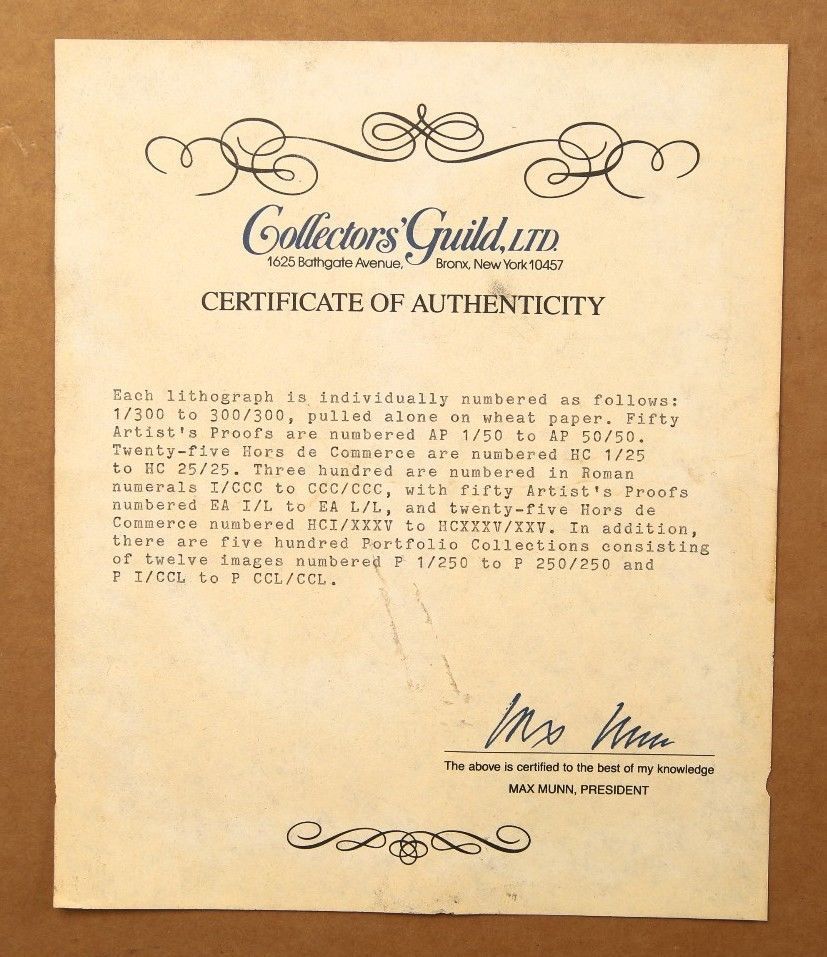 Collectors' Guild, LTD.
1625 Bathgate Avenue, Bronx, New York 10457
CERTIFICATE OF AUTHENTICITY
Each lithograph is individually numbered as follows:
1/300 to 300/300, pulled alone on wheat paper. Fifty
Artist's Proofs are numbered AP 1/50 to AP 50/50.
Twenty-five Hors de Commerce are numbered HC 1/25
to HC 25/25. Three hundred are numbered in Roman
numerals I/CCC to CCC/CCC, with fifty Artist's Proofs
numbered EA I/L to EA L/L, and twenty-five Hors de
Commerce numbered HCI/XXXV to HCXXXV/XXV. In addition,
there are five hundred Portfolio Collections consisting
of twelve images numbered P 1/250 to P 250/250 and
P I/CCL to P CCL/CCL.
Max Munn
The above is certified to the best of my knowledge
MAX MUNN, PRESIDENT